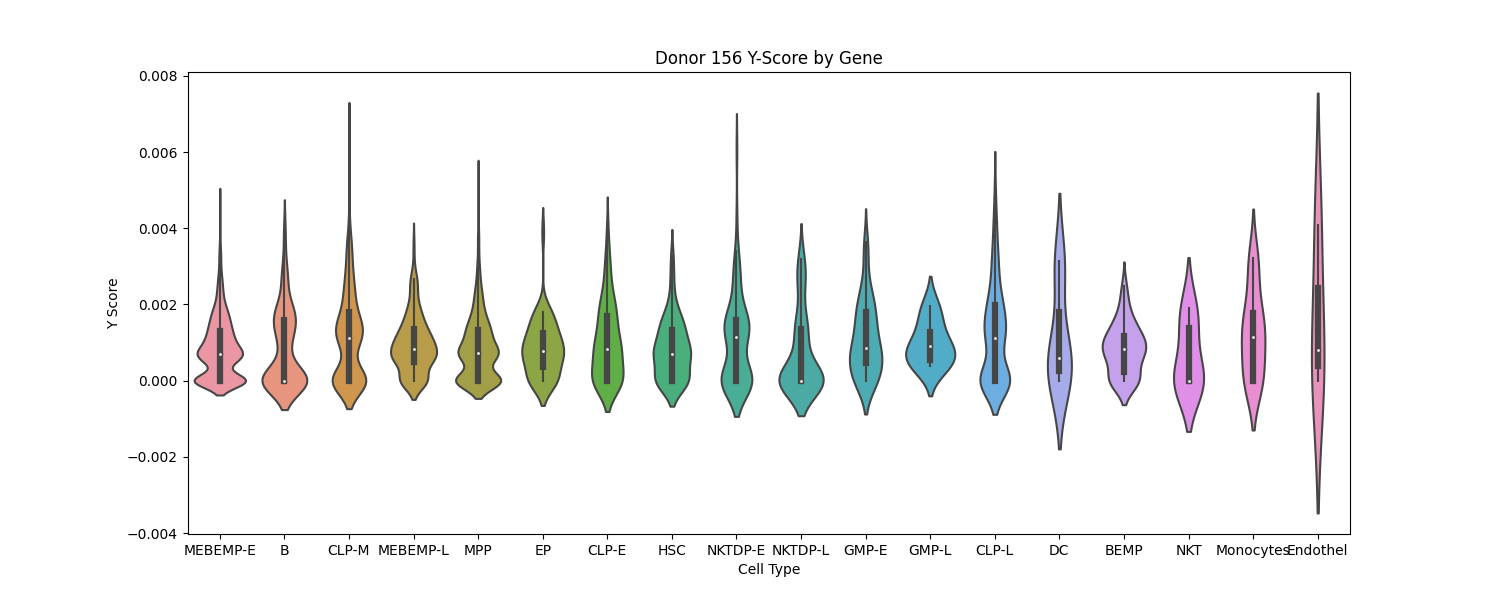 Donor 156 Y-Score by Gene
0.008
0.006
0.004
0.002
0.000
−0.002
−0.004
Y Score
MEBEMP-E B CLP-M MEBEMP-L MPP EP CLP-E HSC NKTDP-E NKTDP-L GMP-E GMP-L CLP-L DC BEMP NKT Monocytes Endothel
Cell Type